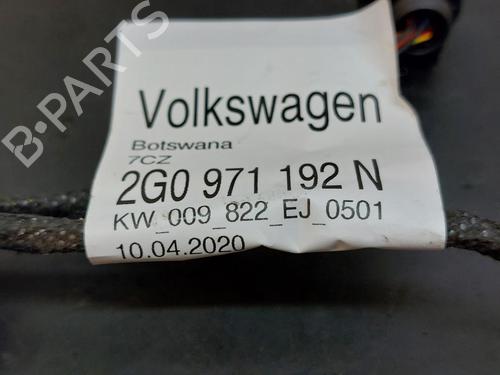 Volkswagen
Botswana
7CZ
2G0 971 192 N
KW_009_822_EJ_0501
10.04.2020
B-PARTS